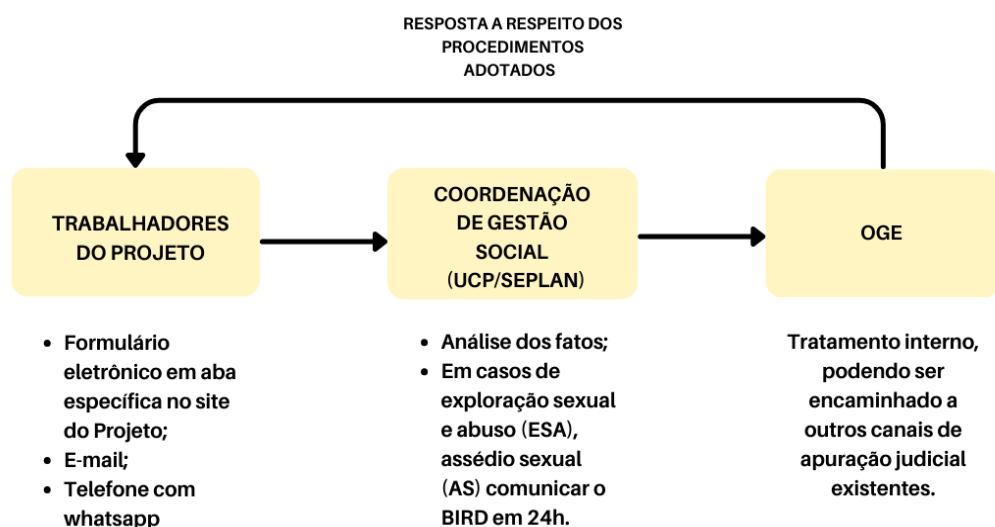 RESPOSTA A RESPEITO DOS
PROCEDIMENTOS
ADOTADOS
TRABALHADORES
DO PROJETO
COORDENAÇÃO
DE GESTÃO
SOCIAL
(UCP/SEPLAN)
OGE
• Formulário
eletrônico em aba
específica no site
do Projeto;
• E-mail;
• Telefone com
whatsapp
• Análise dos fatos;
• Em casos de
exploração sexual
e abuso (ESA),
assédio sexual
(AS) comunicar o
BIRD em 24h.
Tratamento interno,
podendo ser
encaminhado a
outros canais de
apuração judicial
existentes.